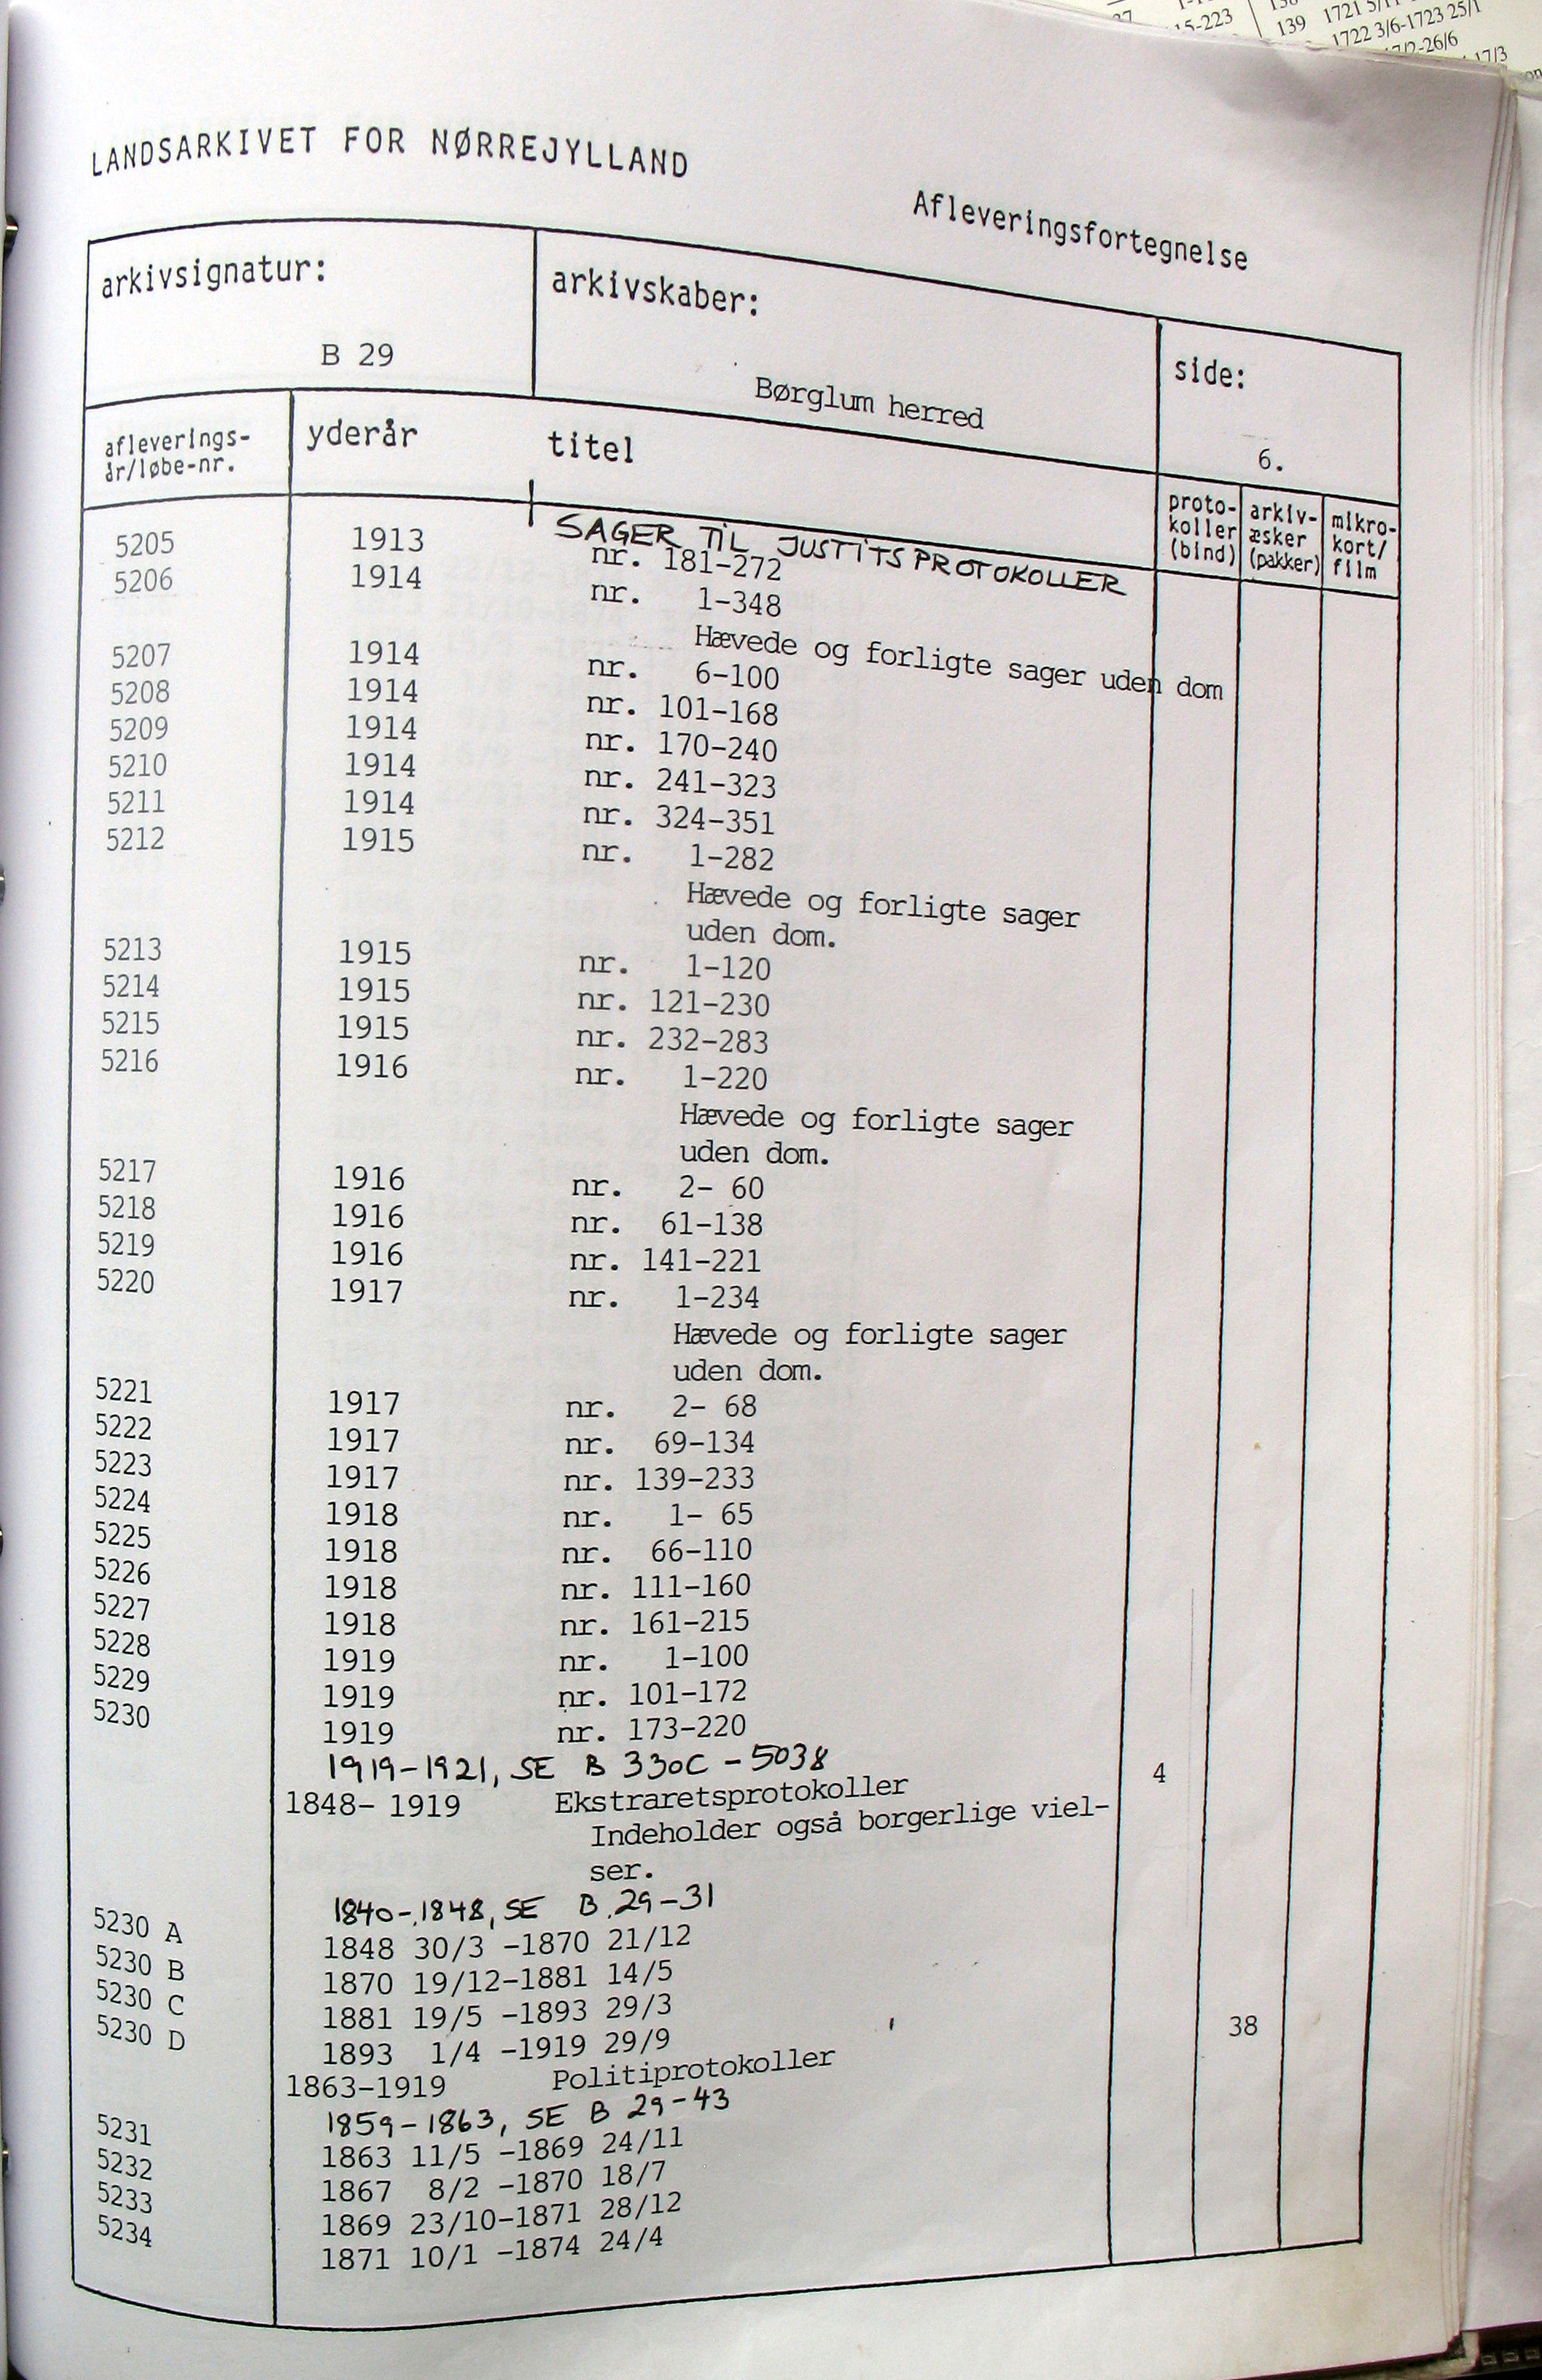 139 1721
15-223 1722 3/6-1723 25/1
LANDSARKIVET FOR NØRREJYLLAND
Afleveringsfortegnelse
arkivsignatur: arkivskaber: side:
B 29 Børglum herred 6.
afleverings- yderår titel
år/løbe-nr.
proto- arkiv- mikro-
koller æsker kort/
(bind) (pakker) film
SAGER TIL JUSTITSPROTOKOLLER
5205 1913 nr. 181-272
5206 1914 nr. 1-348
Hævede og forligte sager uden dom
5207 1914 nr. 6-100
5208 1914 nr. 101-168
5209 1914 nr. 170-240
5210 1914 nr. 241-323
5211 1914 nr. 324-351
5212 1915 nr. 1-282
Hævede og forligte sager
uden dom.
5213 1915 nr. 1-120
5214 1915 nr. 121-230
5215 1915 nr. 232-283
5216 1916 nr. 1-220
Hævede og forligte sager
uden dom.
5217 1916 nr. 2- 60
5218 1916 nr. 61-138
5219 1916 nr. 141-221
5220 1917 nr. 1-234
Hævede og forligte sager
uden dom.
5221 1917 nr. 2- 68
5222 1917 nr. 69-134
5223 1917 nr. 139-233
5224 1918 nr. 1- 65
5225 1918 nr. 66-110
5226 1918 nr. 111-160
5227 1918 nr. 161-215
5228 1919 nr. 1-100
5229 1919 nr. 101-172
5230 1919 nr. 173-220
1919-1921, SE B 330C - 5038
1848- 1919 Ekstraretsprotokoller 4
Indeholder også borgerlige viel-
ser.
1840-1848, SE B 29-31
5230 A 1848 30/3 -1870 21/12
5230 B 1870 19/12-1881 14/5
5230 C 1881 19/5 -1893 29/3
5230 D 1893 1/4 -1919 29/9
1863-1919 Politiprotokoller 38
1859-1863, SE B 29-43
5231 1863 11/5 -1869 24/11
5232 1867 8/2 -1870 18/7
5233 1869 23/10-1871 28/12
5234 1871 10/1 -1874 24/4